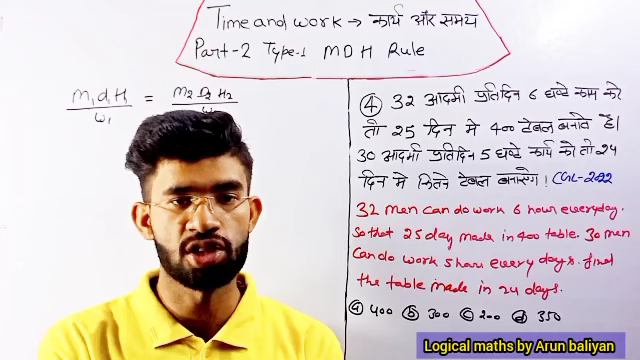 Time and work → कार्य और समय
Part-2 Type-1 MDH Rule
M₁d₁H₁ / W₁ = M₂ D₂ H₂ / W₂
④ 32 आदमी प्रतिदिन 6 घण्टे काम करे
तो 25 दिन मे 400 टेबल बनाते है।
30 आदमी प्रतिदिन 5 घण्टे कार्य करे तो 24
दिन मे कितने टेबल बनाएंगे!
32 men can do work 6 hour everyday.
So that 25 day made in 400 table. 30 men
can do work 5 hours every days. find
the table made in 24 days.
ⓐ 400 ⓑ 300 ⓒ 200 ⓓ 350
Logical maths by Arun baliyan